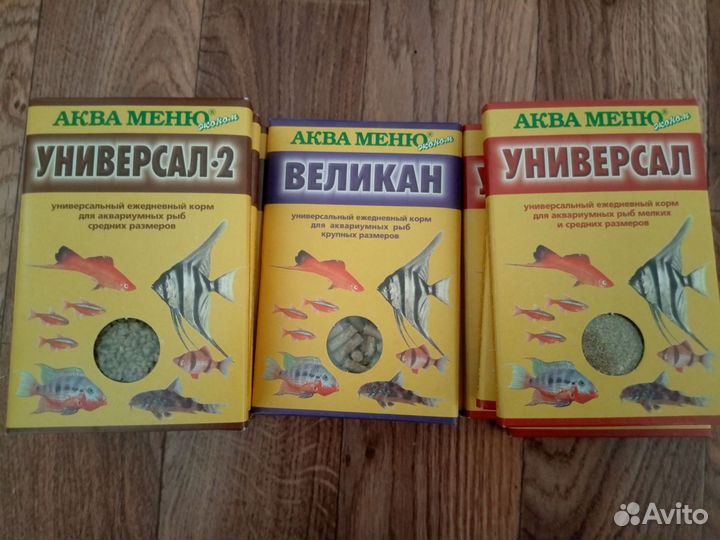 АКВА МЕНЮ®
эконом
УНИВЕРСАЛ·2
универсальный ежедневный корм
для аквариумных рыб
средних размеров
АКВА МЕНЮ®
эконом
ВЕЛИКАН
универсальный ежедневный корм
для аквариумных рыб
крупных размеров
У
АКВА МЕНЮ®
эконом
УНИВЕРСАЛ
универсальный ежедневный корм
для аквариумных рыб мелких
и средних размеров
Avito